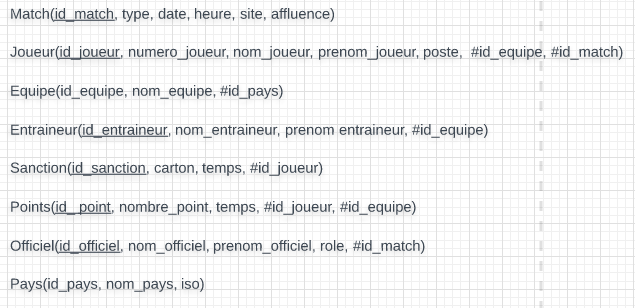 Match(id_match, type, date, heure, site, affluence)
Joueur(id_joueur, numero_joueur, nom_joueur, prenom_joueur, poste, #id_equipe, #id_match)
Equipe(id_equipe, nom_equipe, #id_pays)
Entraineur(id_entraineur, nom_entraineur, prenom entraineur, #id_equipe)
Sanction(id_sanction, carton, temps, #id_joueur)
Points(id_point, nombre_point, temps, #id_joueur, #id_equipe)
Officiel(id_officiel, nom_officiel, prenom_officiel, role, #id_match)
Pays(id_pays, nom_pays, iso)